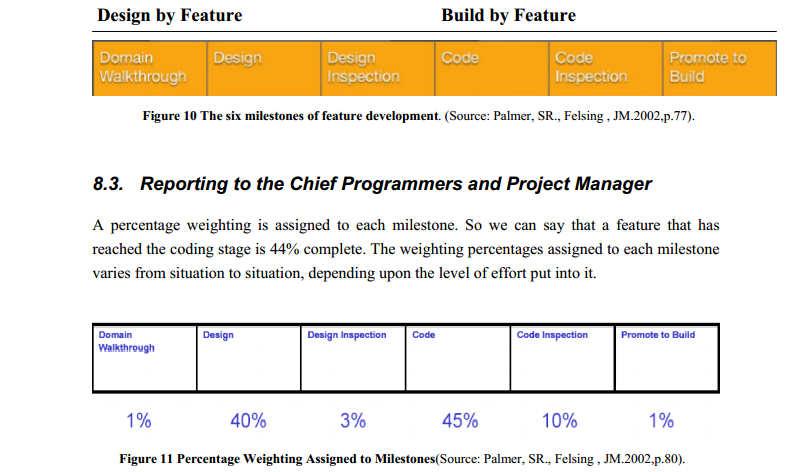 Design by Feature Build by Feature
Domain Walkthrough Design Design Inspection Code Code Inspection Promote to Build
Figure 10 The six milestones of feature development. (Source: Palmer, SR., Felsing , JM.2002,p.77).
8.3. Reporting to the Chief Programmers and Project Manager
A percentage weighting is assigned to each milestone. So we can say that a feature that has
reached the coding stage is 44% complete. The weighting percentages assigned to each milestone
varies from situation to situation, depending upon the level of effort put into it.
Domain Walkthrough Design Design Inspection Code Code Inspection Promote to Build
1% 40% 3% 45% 10% 1%
Figure 11 Percentage Weighting Assigned to Milestones(Source: Palmer, SR., Felsing , JM.2002,p.80).